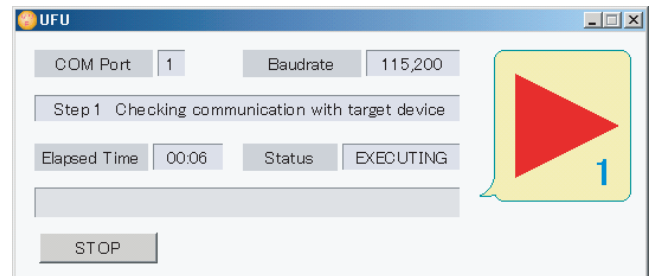 UFU
COM Port 1 Baudrate 115,200
Step 1 Checking communication with target device
Elapsed Time 00:06 Status EXECUTING
1
STOP